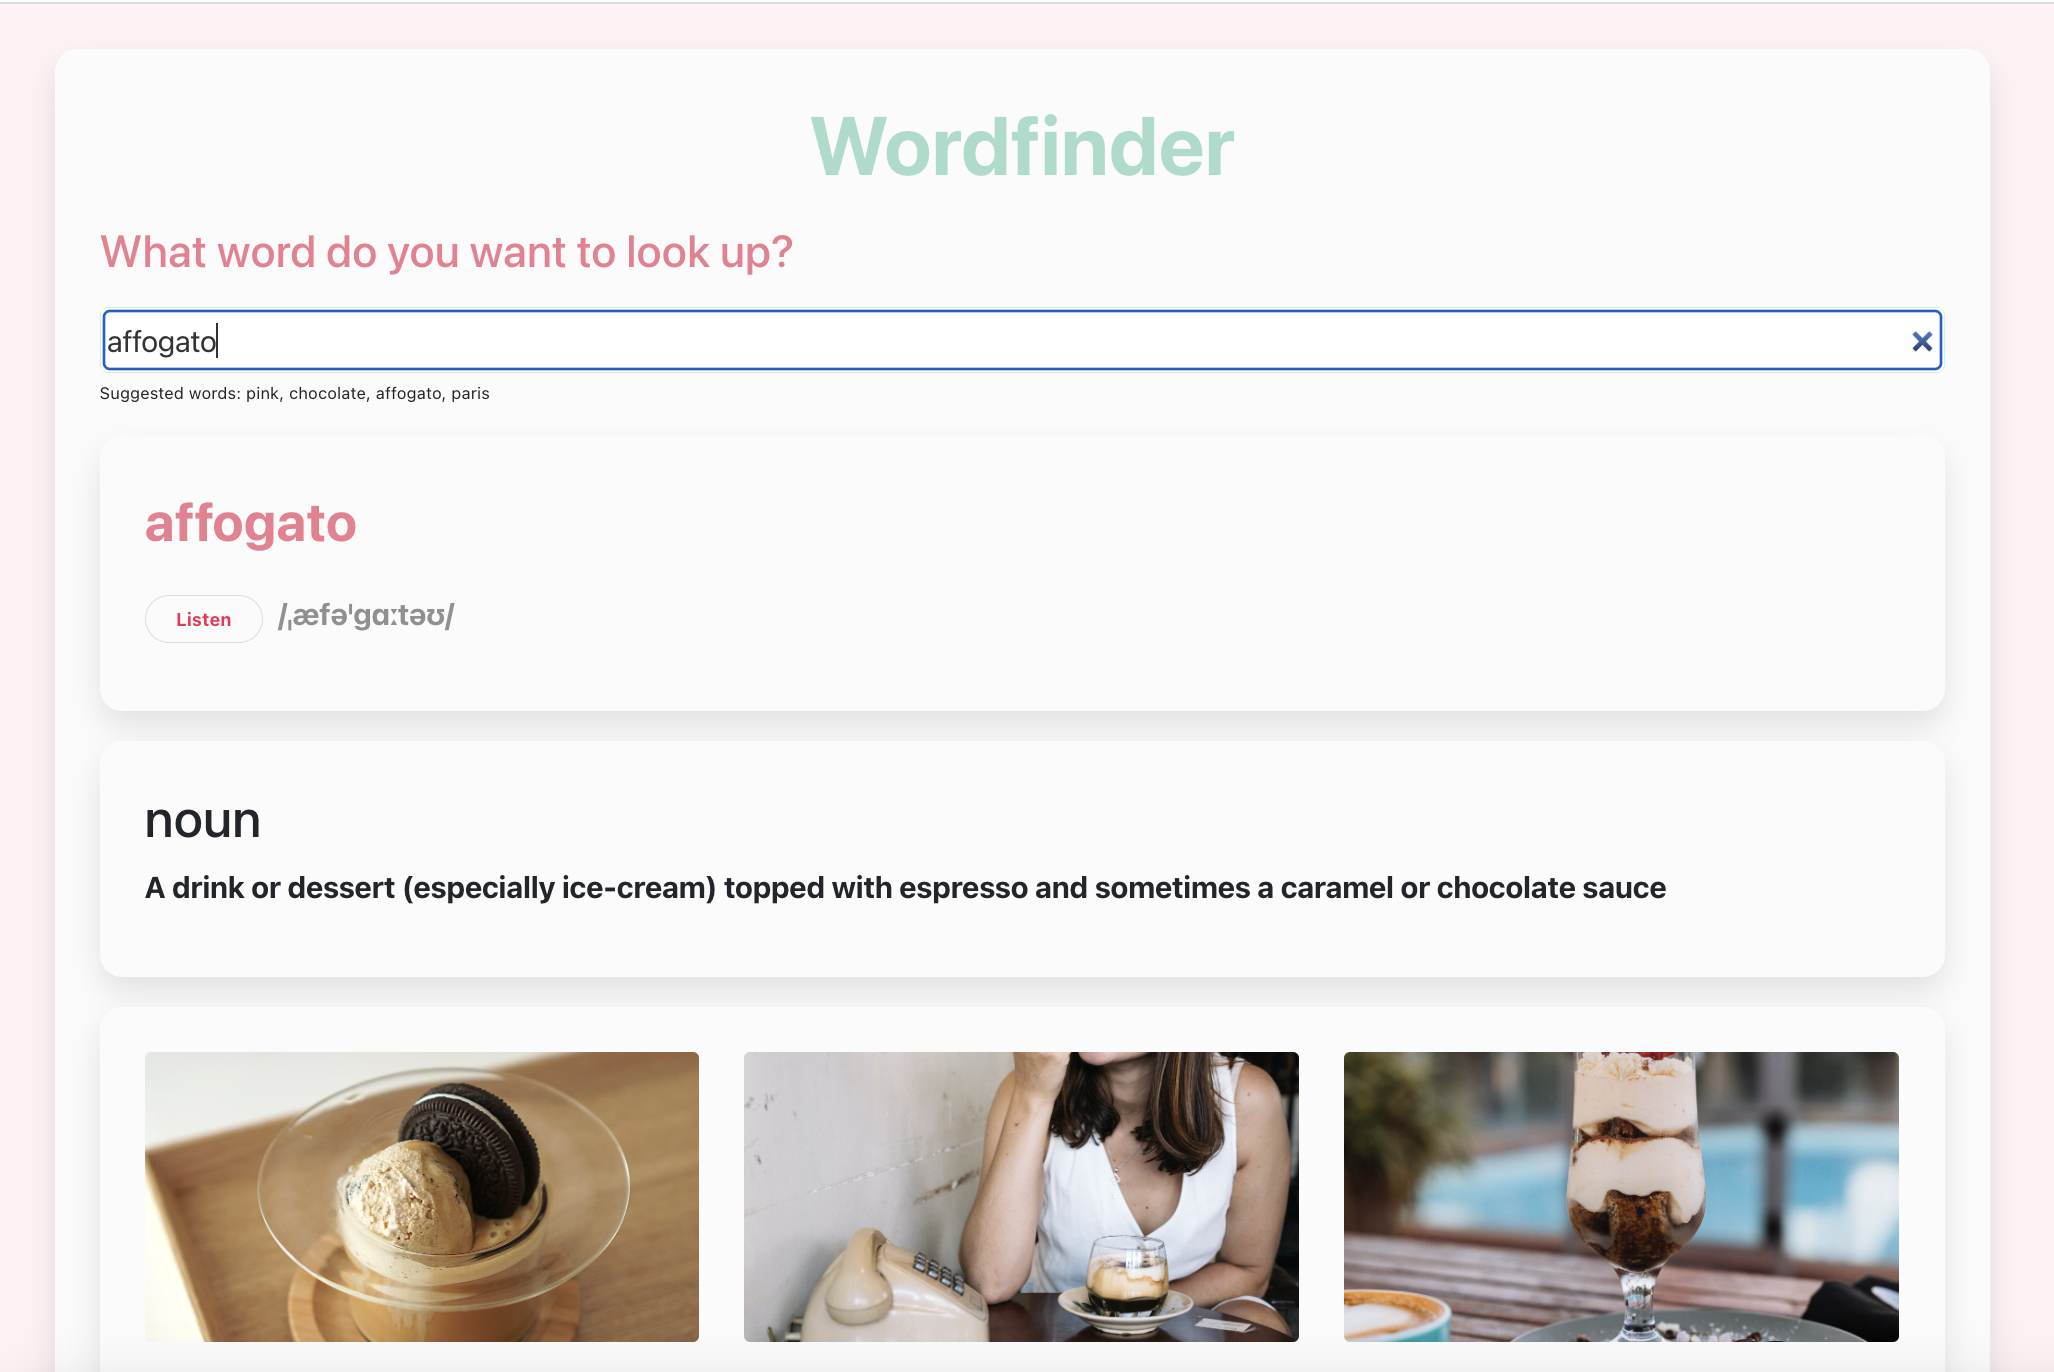 Wordfinder
What word do you want to look up?
affogato
Suggested words: pink, chocolate, affogato, paris
affogato
Listen /ˌæfəˈɡɑːtəʊ/
noun
A drink or dessert (especially ice-cream) topped with espresso and sometimes a caramel or chocolate sauce